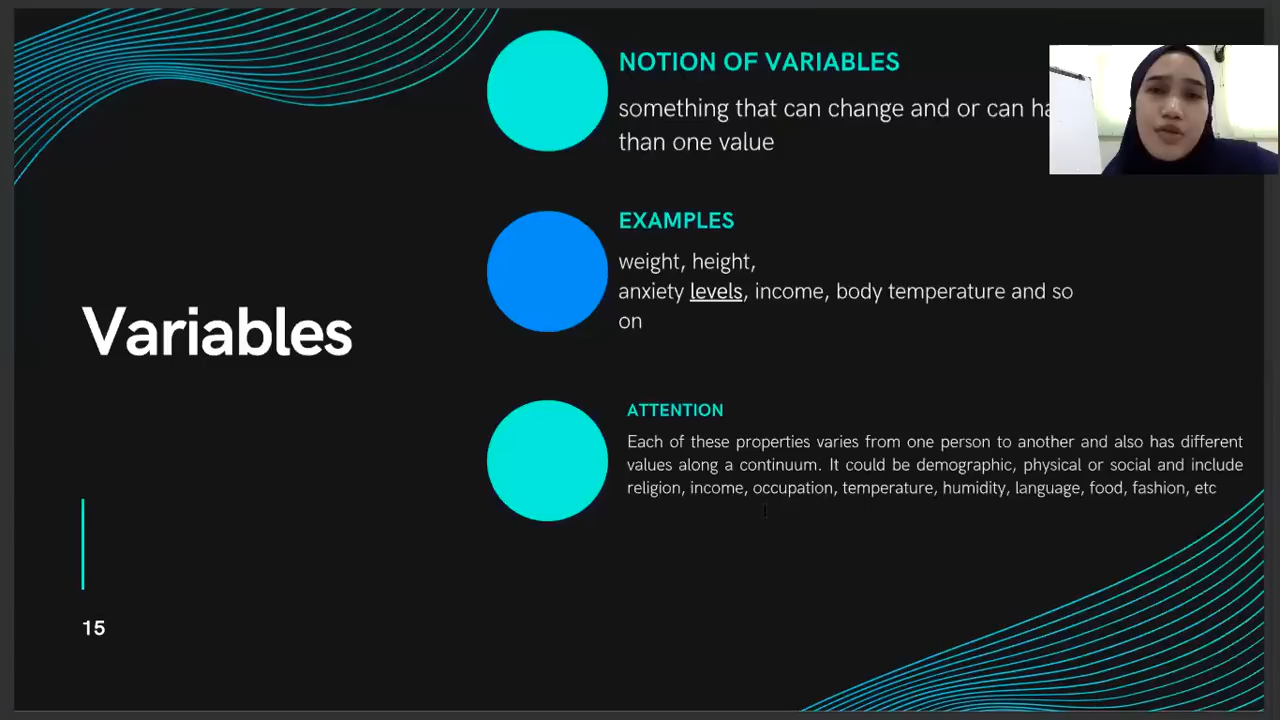 Variables
15
NOTION OF VARIABLES
something that can change and or can
than one value
EXAMPLES
weight, height,
anxiety levels, income, body temperature and so
on
ATTENTION
Each of these properties varies from one person to another and also has different
values along a continuum. It could be demographic, physical or social and include
religion, income, occupation, temperature, humidity, language, food, fashion, etc